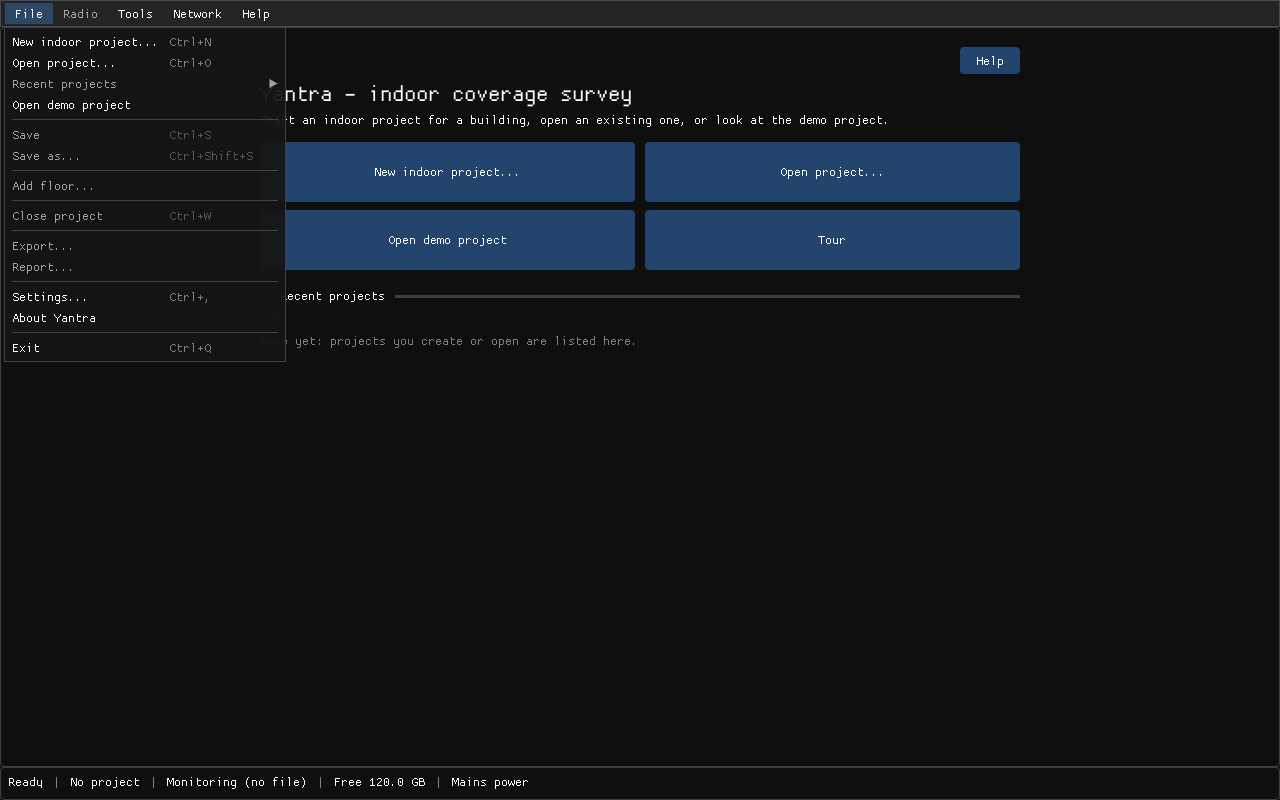 File Radio Tools Network Help
New indoor project... Ctrl+N
Open project... Ctrl+O
Recent projects
Open demo project
Save Ctrl+S
Save as... Ctrl+Shift+S
Add floor...
Close project Ctrl+W
Export...
Report...
Settings... Ctrl+,
About Yantra
Exit Ctrl+Q
Help
Yantra - indoor coverage survey
Start an indoor project for a building, open an existing one, or look at the demo project.
New indoor project... Open project...
Open demo project Tour
Recent projects
None yet: projects you create or open are listed here.
Ready | No project | Monitoring (no file) | Free 120.0 GB | Mains power